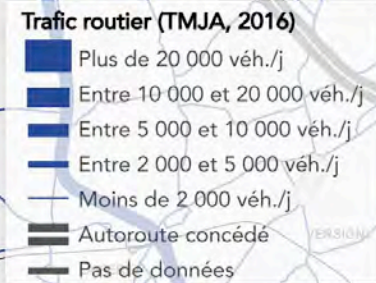 Trafic routier (TMJA, 2016)
Plus de 20 000 véh./j
Entre 10 000 et 20 000 véh./j
Entre 5 000 et 10 000 véh./j
Entre 2 000 et 5 000 véh./j
Moins de 2 000 véh./j
Autoroute concédé
Pas de données